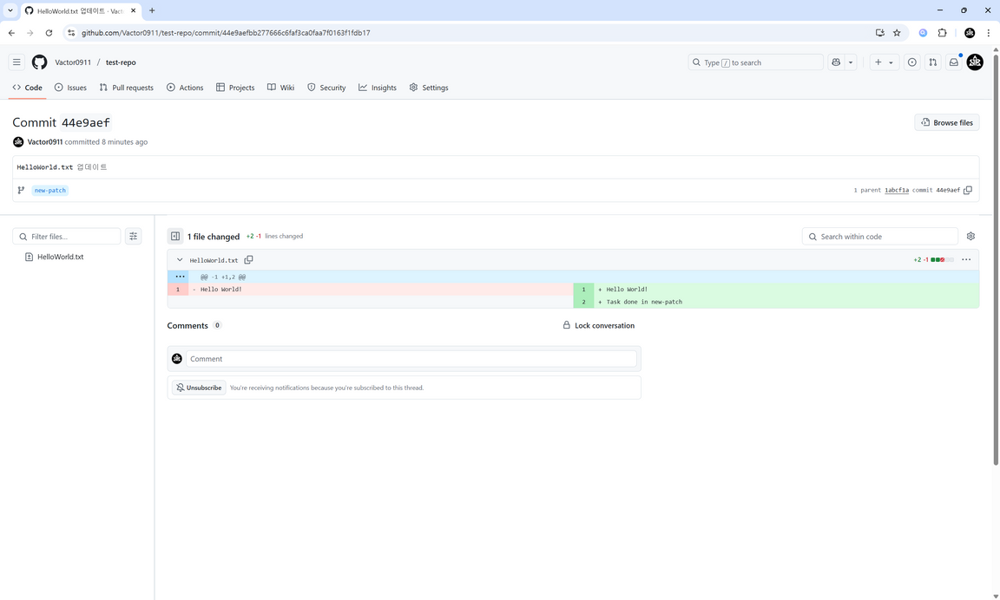 HelloWorld.txt 업데이트 · Vac
github.com/Vactor0911/test-repo/commit/44e9aefbb277666c6faf3ca0faa7f0163f1fdb17
Vactor0911 / test-repo
Type / to search
Code
Issues
Pull requests
Actions
Projects
Wiki
Security
Insights
Settings
Commit 44e9aef
Browse files
Vactor0911 committed 8 minutes ago
HelloWorld.txt 업데이트
new-patch
1 parent 1abcf1a commit 44e9aef
Filter files...
HelloWorld.txt
1 file changed +2 -1 lines changed
Search within code
HelloWorld.txt
+2 -1
@@ -1 +1,2 @@
1 - Hello World!
1 + Hello World!
2 + Task done in new-patch
Comments 0
Lock conversation
Comment
Unsubscribe
You're receiving notifications because you're subscribed to this thread.